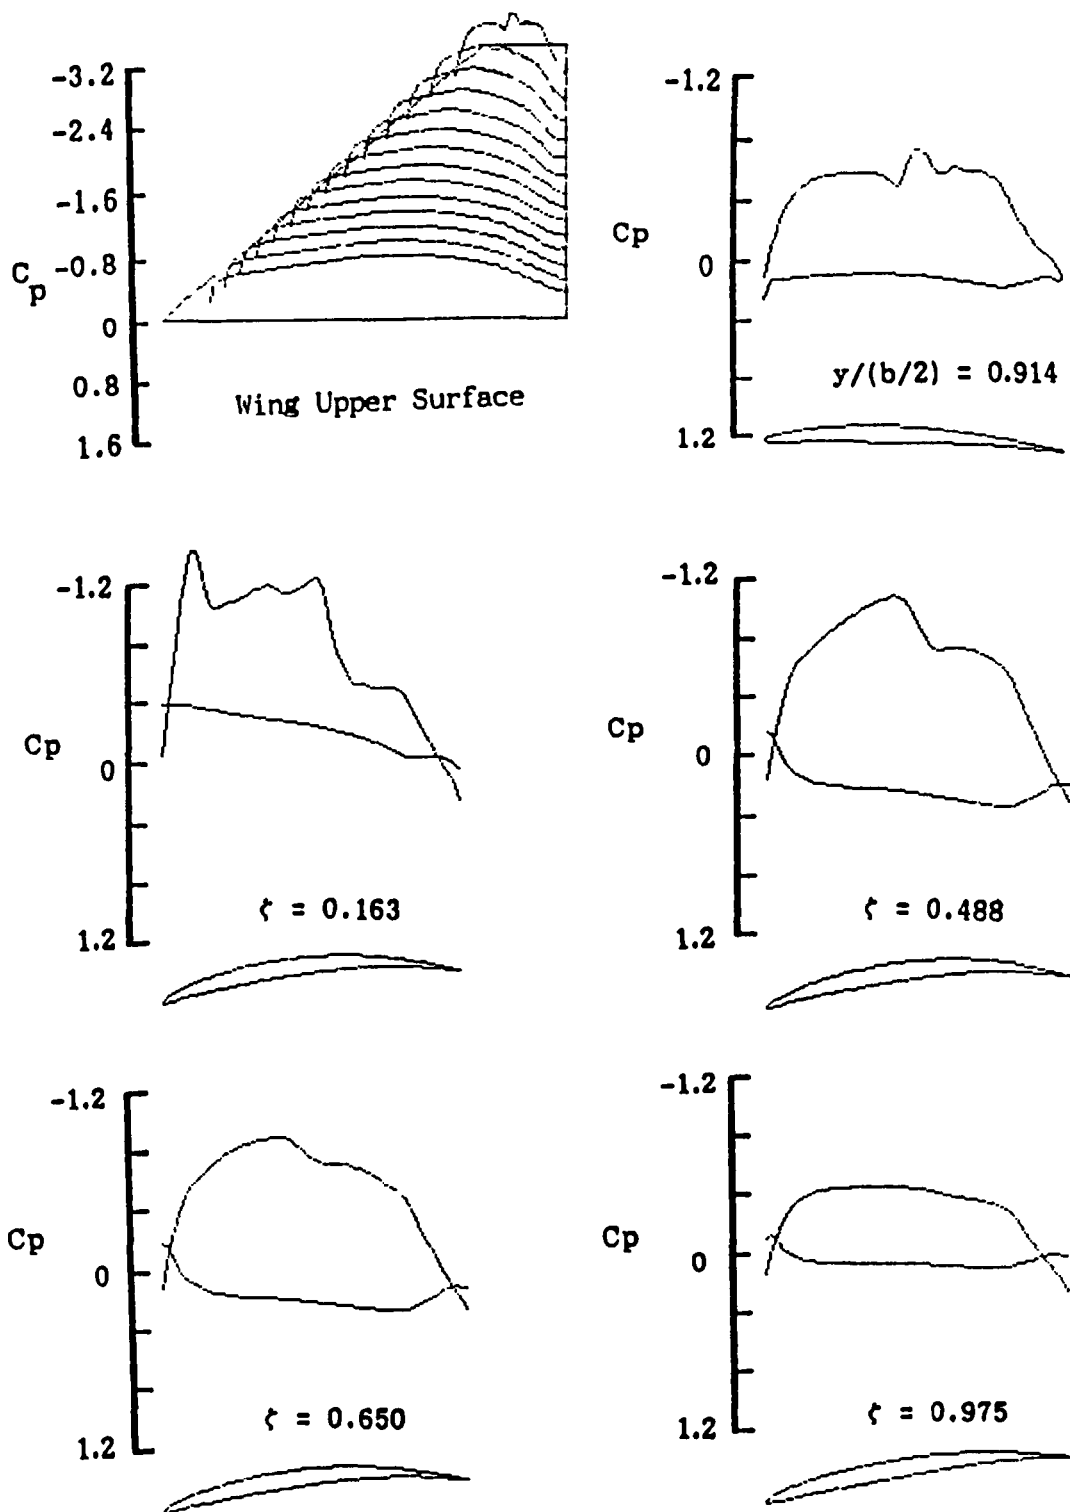 -3.2
-2.4
-1.6
-0.8
Cp
0
0.8
1.6
Wing Upper Surface
-1.2
Cp
0
y/(b/2) = 0.914
1.2
-1.2
Cp
0
ζ = 0.163
1.2
-1.2
Cp
0
ζ = 0.488
1.2
-1.2
Cp
0
ζ = 0.650
1.2
-1.2
Cp
0
ζ = 0.975
1.2